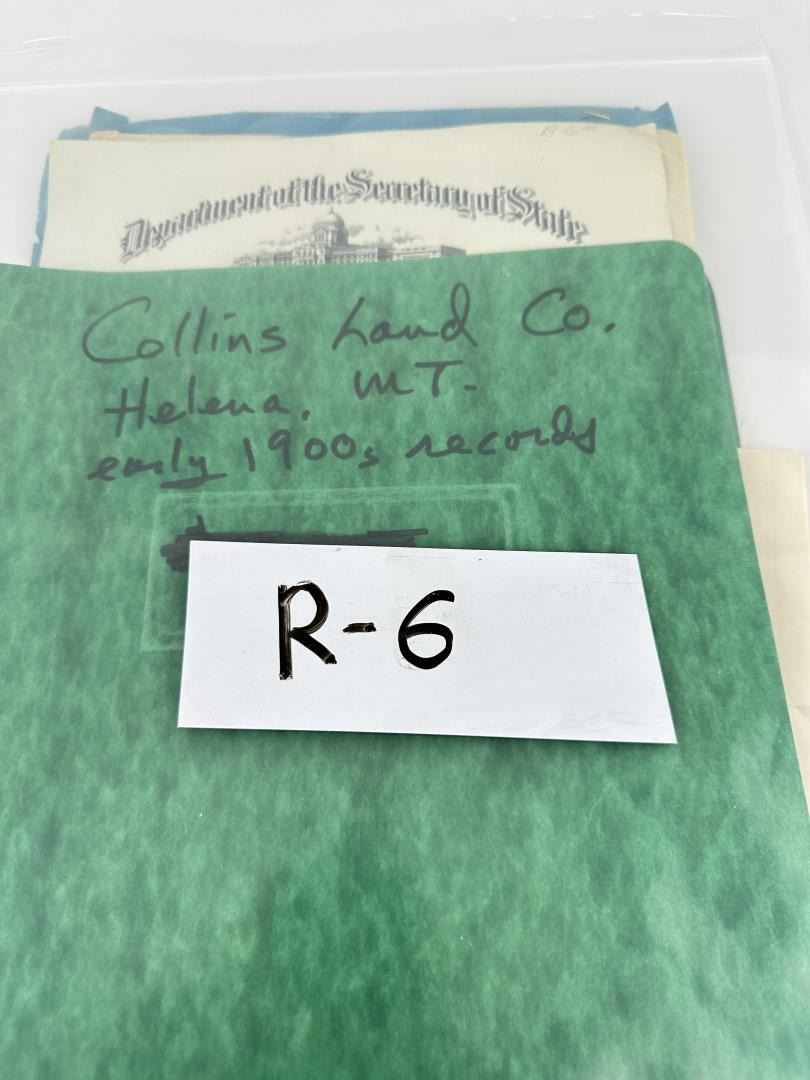 Department of the Secretary of State
Collins Land Co.
Helena, MT.
early 1900s records
R-6